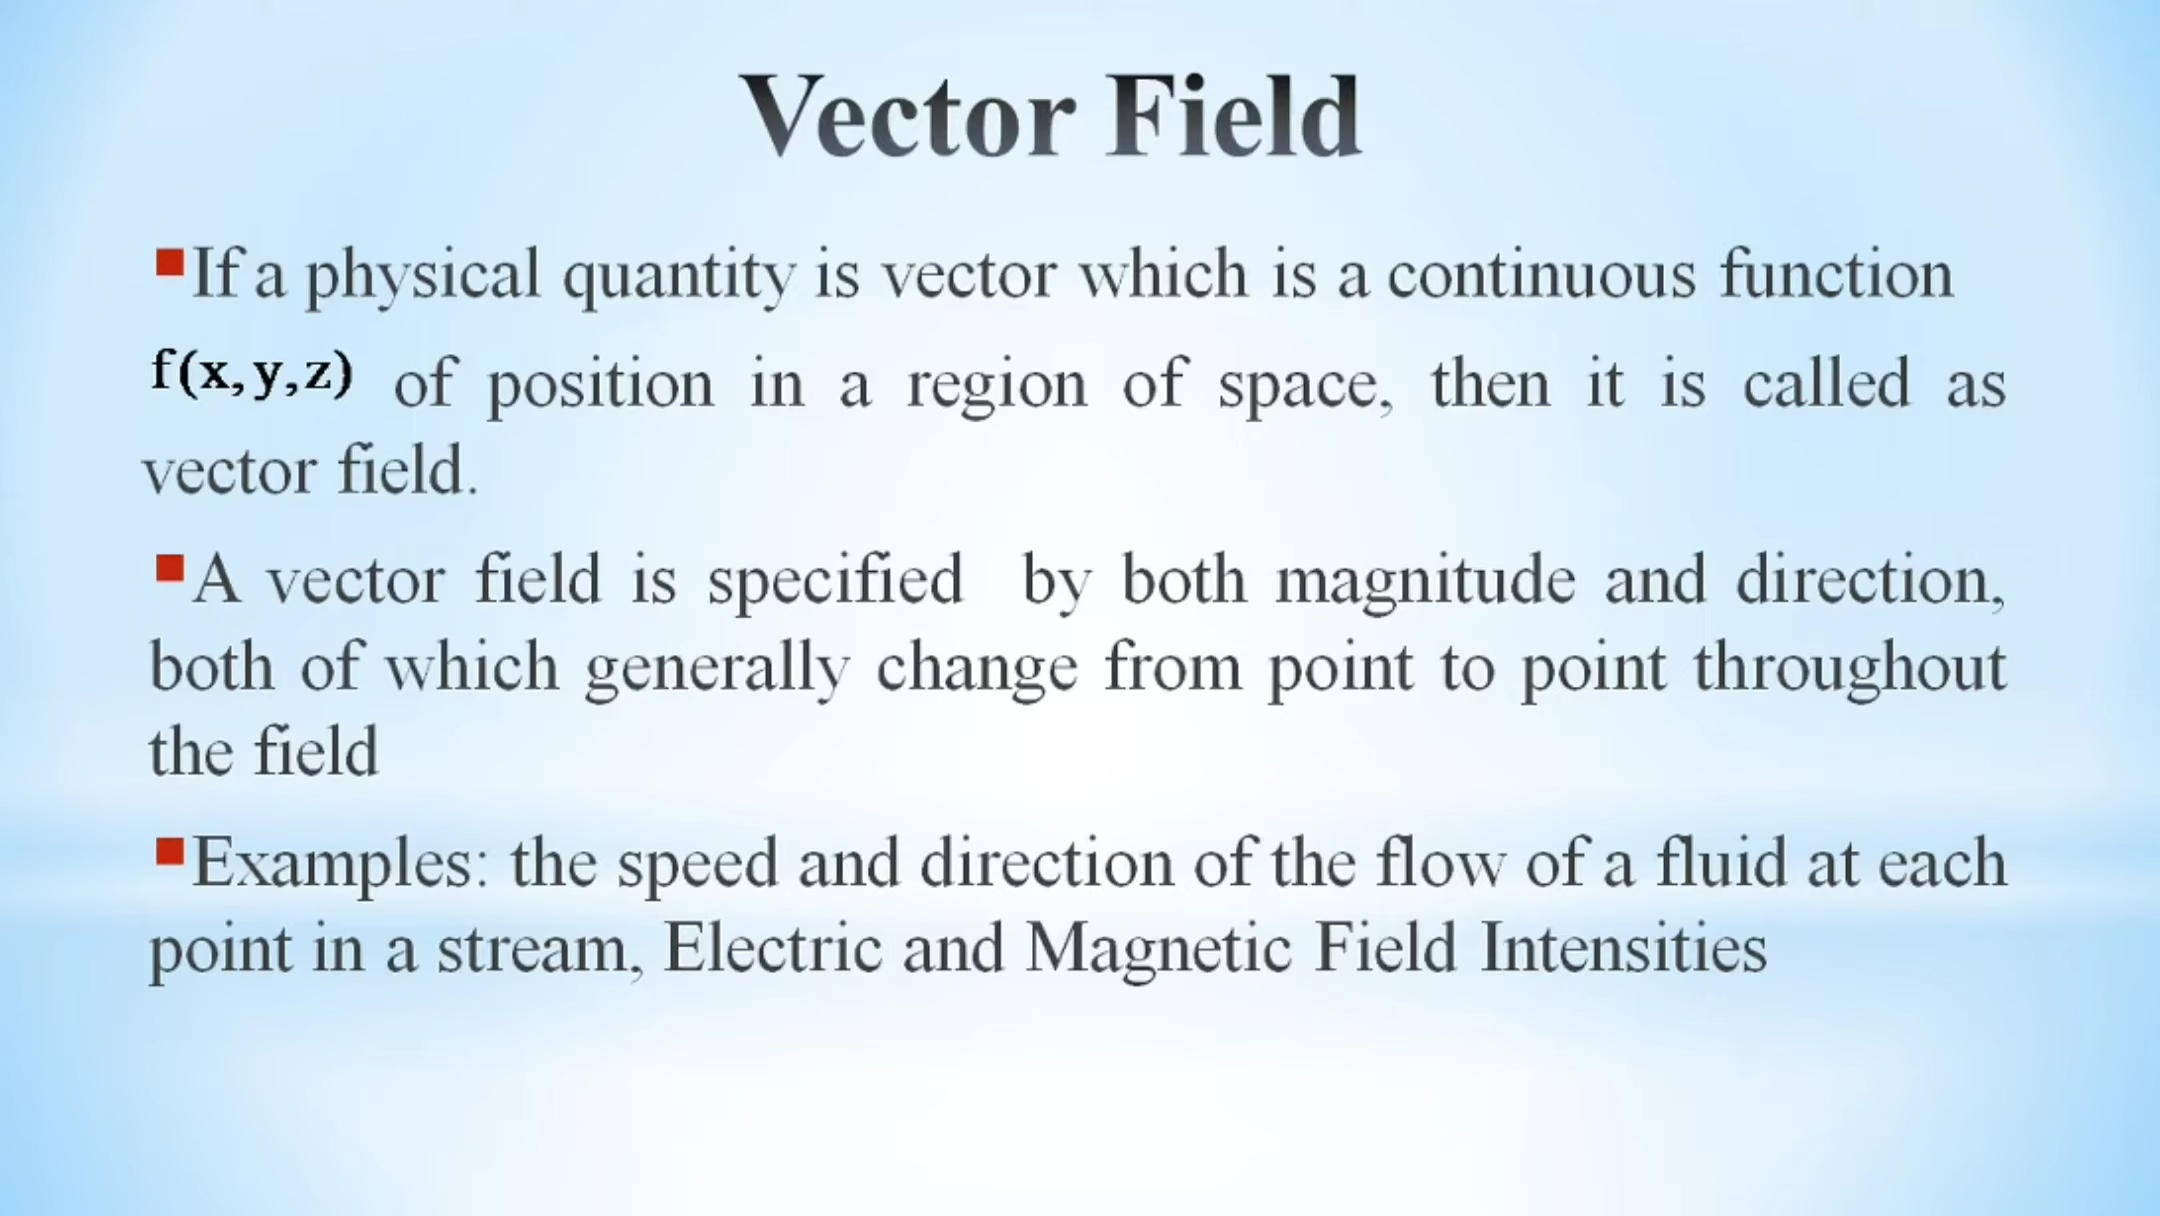 Vector Field
▪If a physical quantity is vector which is a continuous function
f(x,y,z) of position in a region of space, then it is called as
vector field.
▪A vector field is specified by both magnitude and direction,
both of which generally change from point to point throughout
the field
▪Examples: the speed and direction of the flow of a fluid at each
point in a stream, Electric and Magnetic Field Intensities